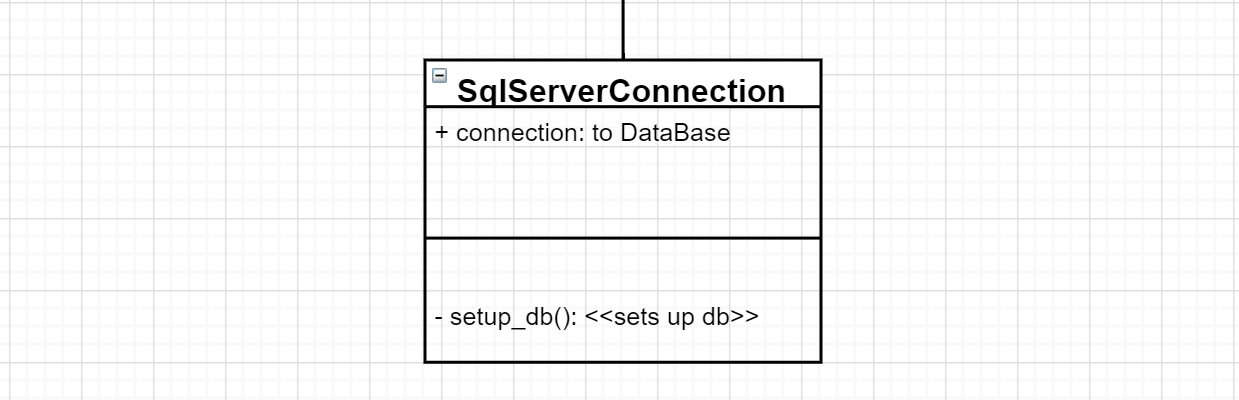 SqlServerConnection
+ connection: to DataBase
- setup_db(): <<sets up db>>